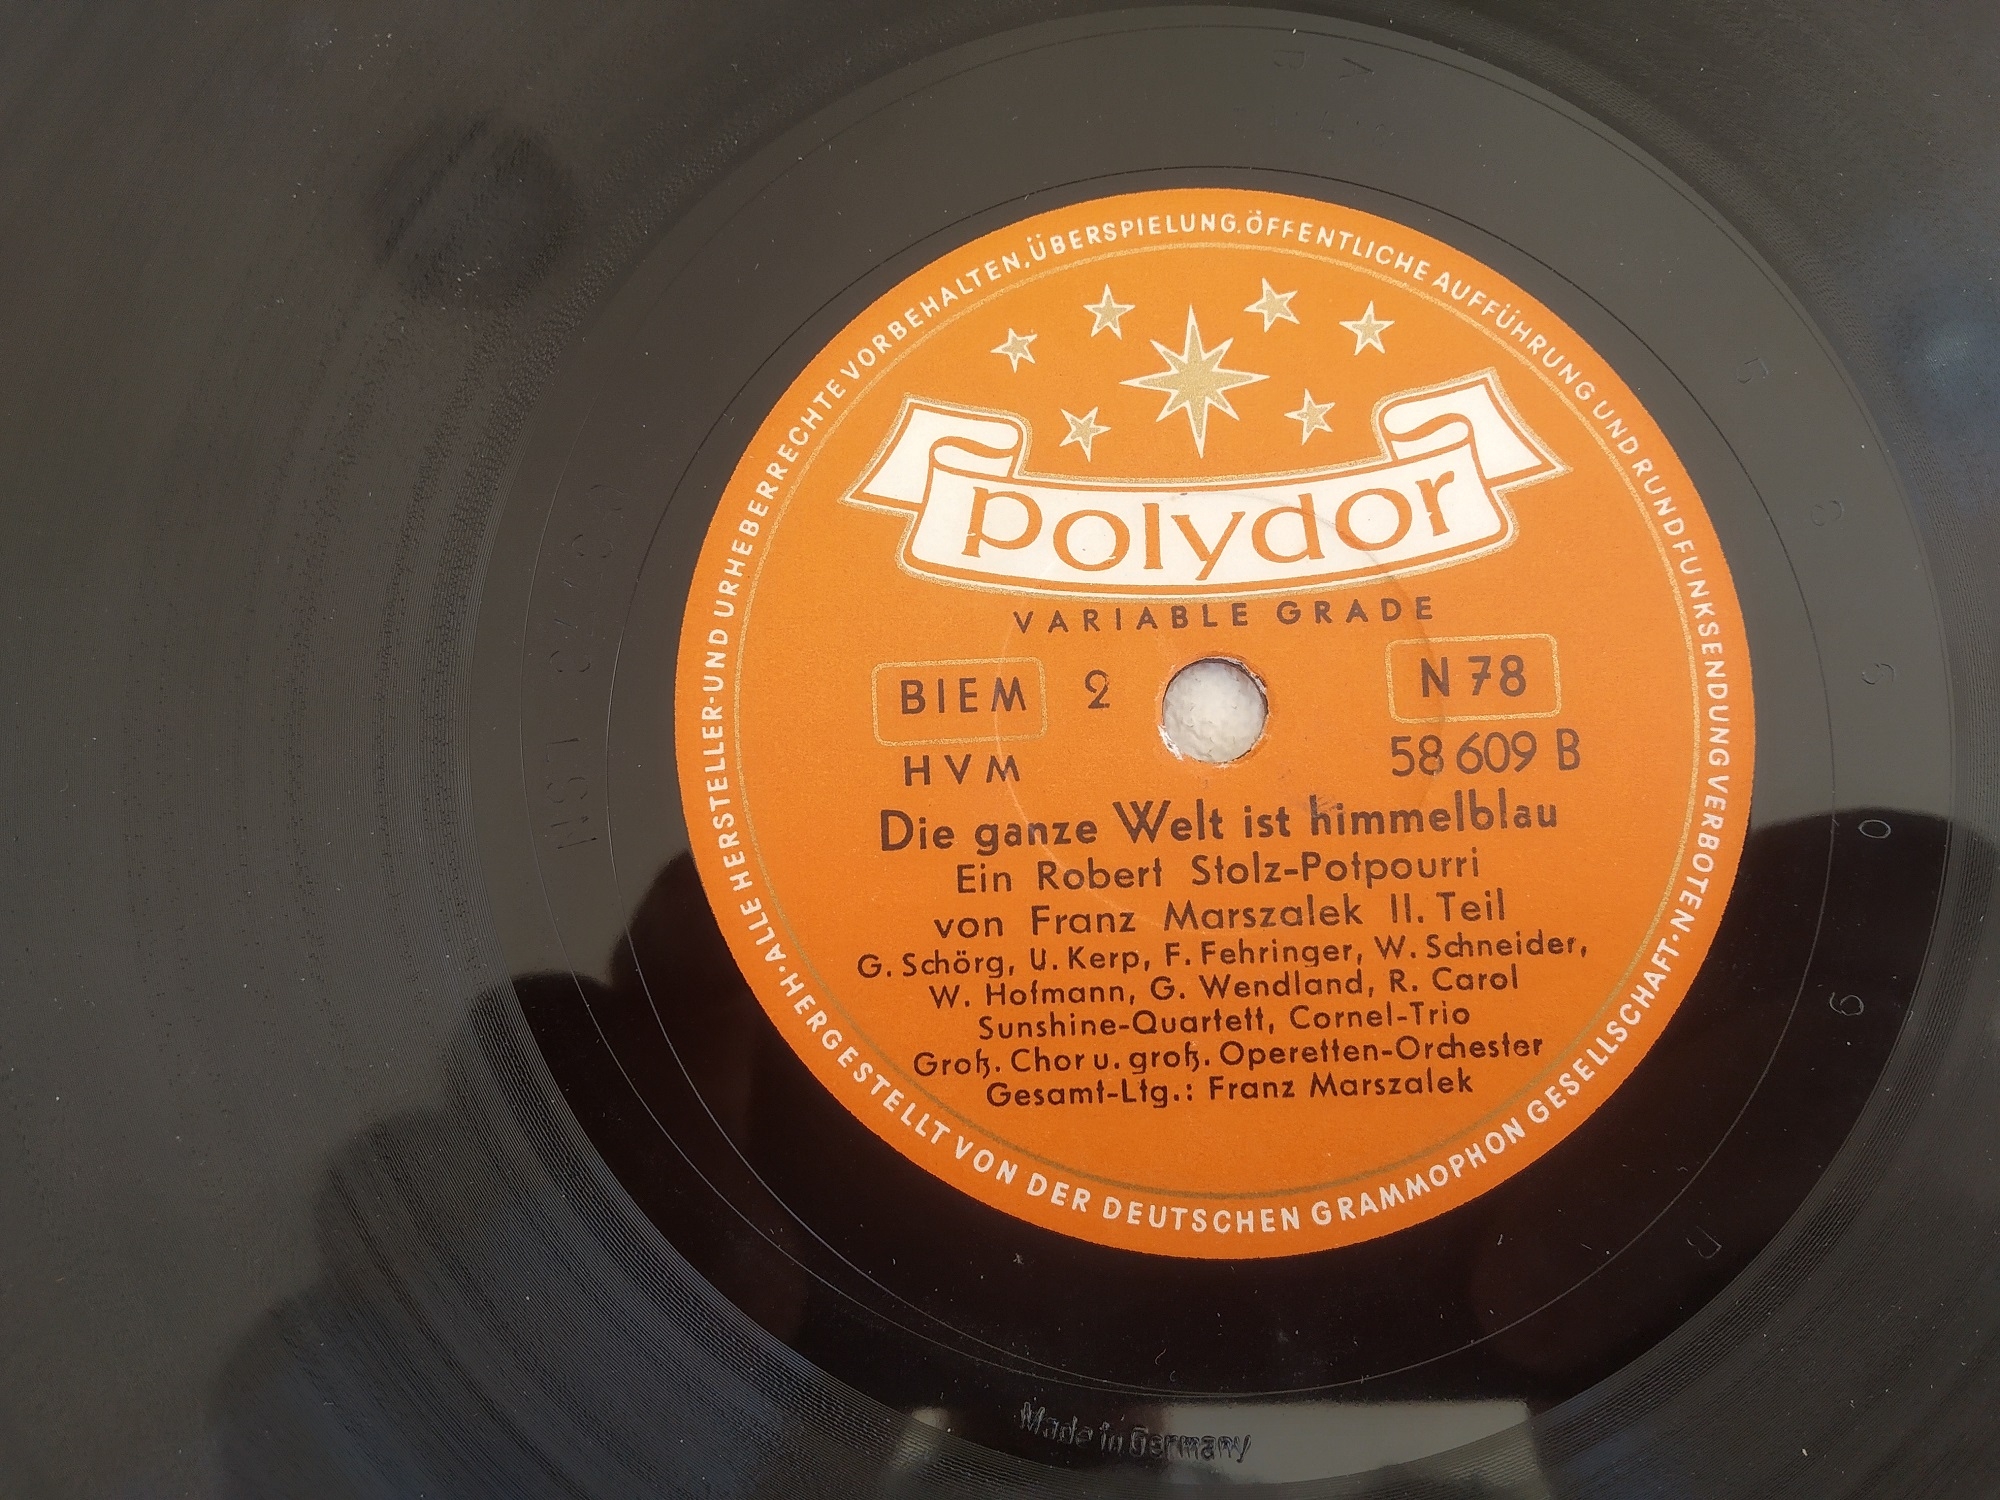 ALLE HERSTELLER-UND URHEBERRECHTE VORBEHALTEN, ÜBERSPIELUNG. ÖFFENTLICHE AUFFÜHRUNG UND RUNDFUNKSENDUNG VERBOTEN.
polydor
VARIABLE GRADE
BIEM 2 N 78
HVM 58 609 B
Die ganze Welt ist himmelblau
Ein Robert Stolz-Potpourri
von Franz Marszalek II. Teil
G. Schörg, U. Kerp, F. Fehringer, W. Schneider,
W. Hofmann, G. Wendland, R. Carol
Sunshine-Quartett, Cornel-Trio
Groß. Chor u. groß. Operetten-Orchester
Gesamt-Ltg.: Franz Marszalek
HERGESTELLT VON DER DEUTSCHEN GRAMMOPHON GESELLSCHAFT
Made in Germany